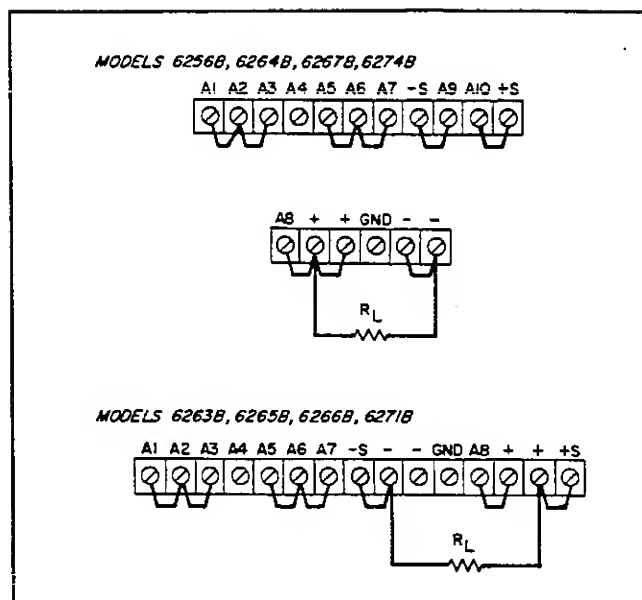 MODELS 6256B, 6264B, 6267B, 6274B
A1 A2 A3 A4 A5 A6 A7 -S A9 A10 +S
A8 + + GND - -
RL
MODELS 6263B, 6265B, 6266B, 6271B
A1 A2 A3 A4 A5 A6 A7 -S - - GND A8 + + +S
RL